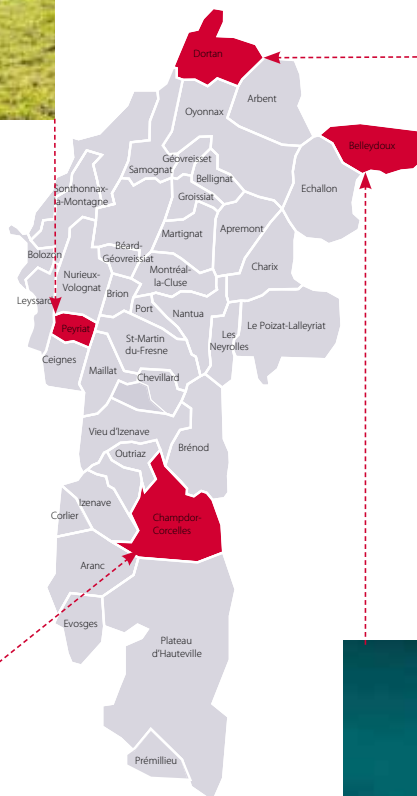 Dortan
Arbent
Oyonnax
Belleydoux
Géovreisset
Samognat
Bellignat
Echallon
Sonthonnax-
la-Montagne
Groissiat
Martignat
Apremont
Béard-
Géovreissiat
Bolozon
Charix
Montréal-
la-Cluse
Nurieux-
Volognat
Brion
Leyssard
Port
Nantua
Peyriat
Le Poizat-Lalleyriat
Les
Neyrolles
St-Martin
du-Fresne
Ceignes
Maillat
Chevillard
Vieu d'Izenave
Brénod
Outriaz
Izenave
Corlier
Champdor-
Corcelles
Aranc
Evosges
Plateau
d'Hauteville
Prémillieu